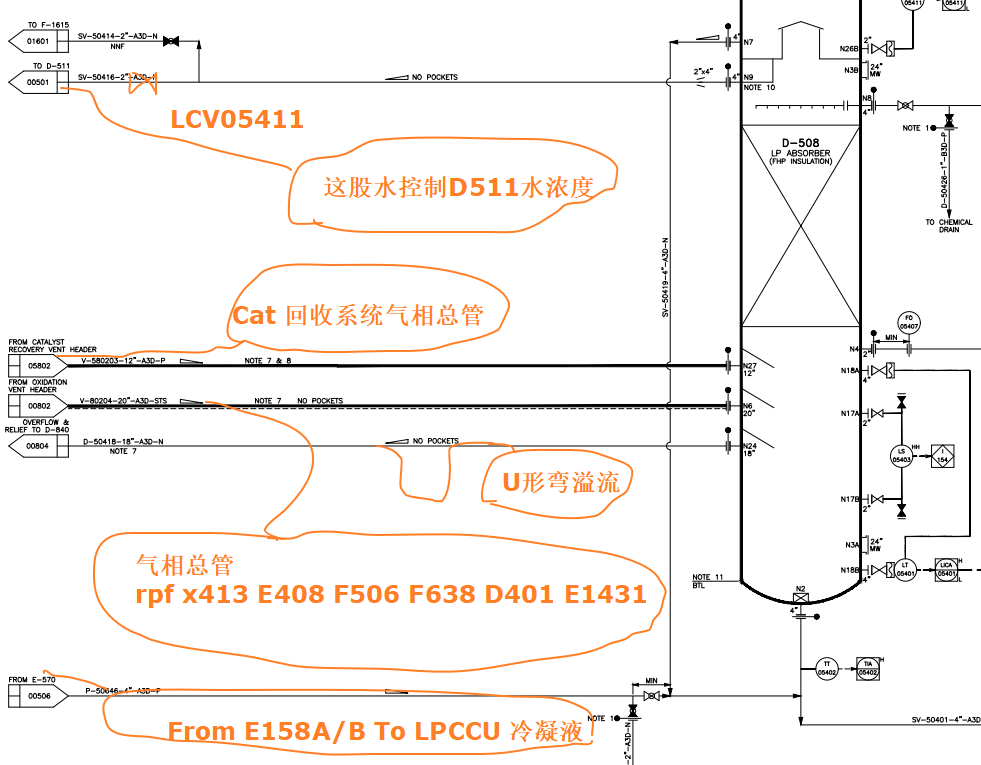 TO F-1615
01601
SV-50414-2"-A3D-N
NNF
TO D-511
00501
SV-50416-2"-A3D-
NO POCKETS
LCV05411
这股水控制D511水浓度
2"x4"
4"
N7
4"
N9
NOTE 10
2"
N26B
05411
05411
L
N3B
24"
MW
N8
4"
NOTE 1
D-50426-1"-B3D-P
TO CHEMICAL
DRAIN
D-508
LP ABSORBER
(FHP INSULATION)
SV-50419-4"-A3D-N
Cat 回收系统气相总管
FROM CATALYST
RECOVERY VENT HEADER
05802
V-580203-12"-A3D-P
NOTE 7 & 8
N27
12"
FROM OXIDATION
VENT HEADER
00802
V-80204-20"-A3D-STS
NOTE 7
NO POCKETS
N6
20"
OVERFLOW &
RELIEF TO D-840
00804
D-50418-18"-A3D-N
NOTE 7
NO POCKETS
N24
18"
U形弯溢流
FO
05407
MIN
N4
2"
N18A
4"
N17A
2"
LS
05403
HH
I
154
N17B
2"
N3A
24"
MW
N18B
4"
LT
05401
LICA
05401
H
L
气相总管
rpf x413 E408 F506 F638 D401 E1431
NOTE 11
BTL
N2
4"
TT
05402
TIA
05402
H
FROM E-570
00506
P-50646-4"-A3D-P
MIN
NOTE 1
2"-A3D-N
From E158A/B To LPCCU 冷凝液
SV-50401-4"-A3D